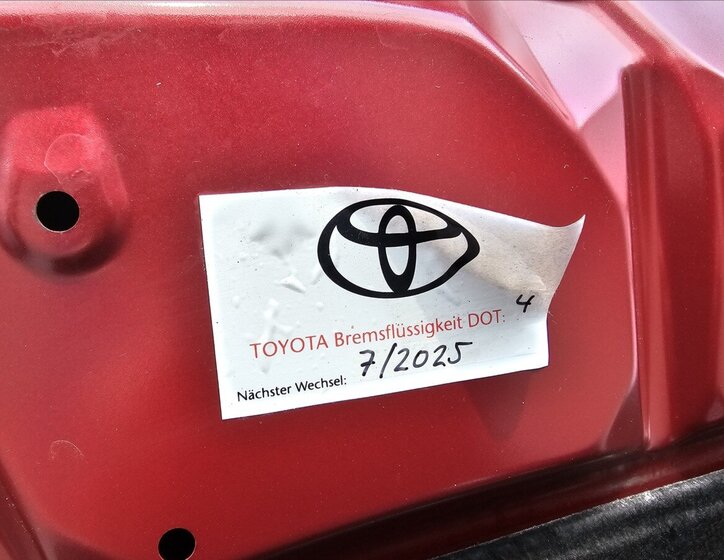 TOYOTA Bremsflüssigkeit DOT: 4
Nächster Wechsel: 7/2025